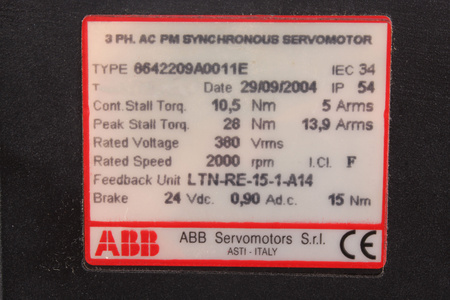 3 PH. AC PM SYNCHRONOUS SERVOMOTOR
TYPE 8642209A0011E IEC 34
T Date 29/09/2004 IP 54
Cont.Stall Torq. 10,5 Nm 5 Arms
Peak Stall Torq. 28 Nm 13,9 Arms
Rated Voltage 380 Vrms
Rated Speed 2000 rpm I.Cl. F
Feedback Unit LTN-RE-15-1-A14
Brake 24 Vdc. 0,90 Ad.c. 15 Nm
ABB ABB Servomotors S.r.l. CE
ASTI - ITALY